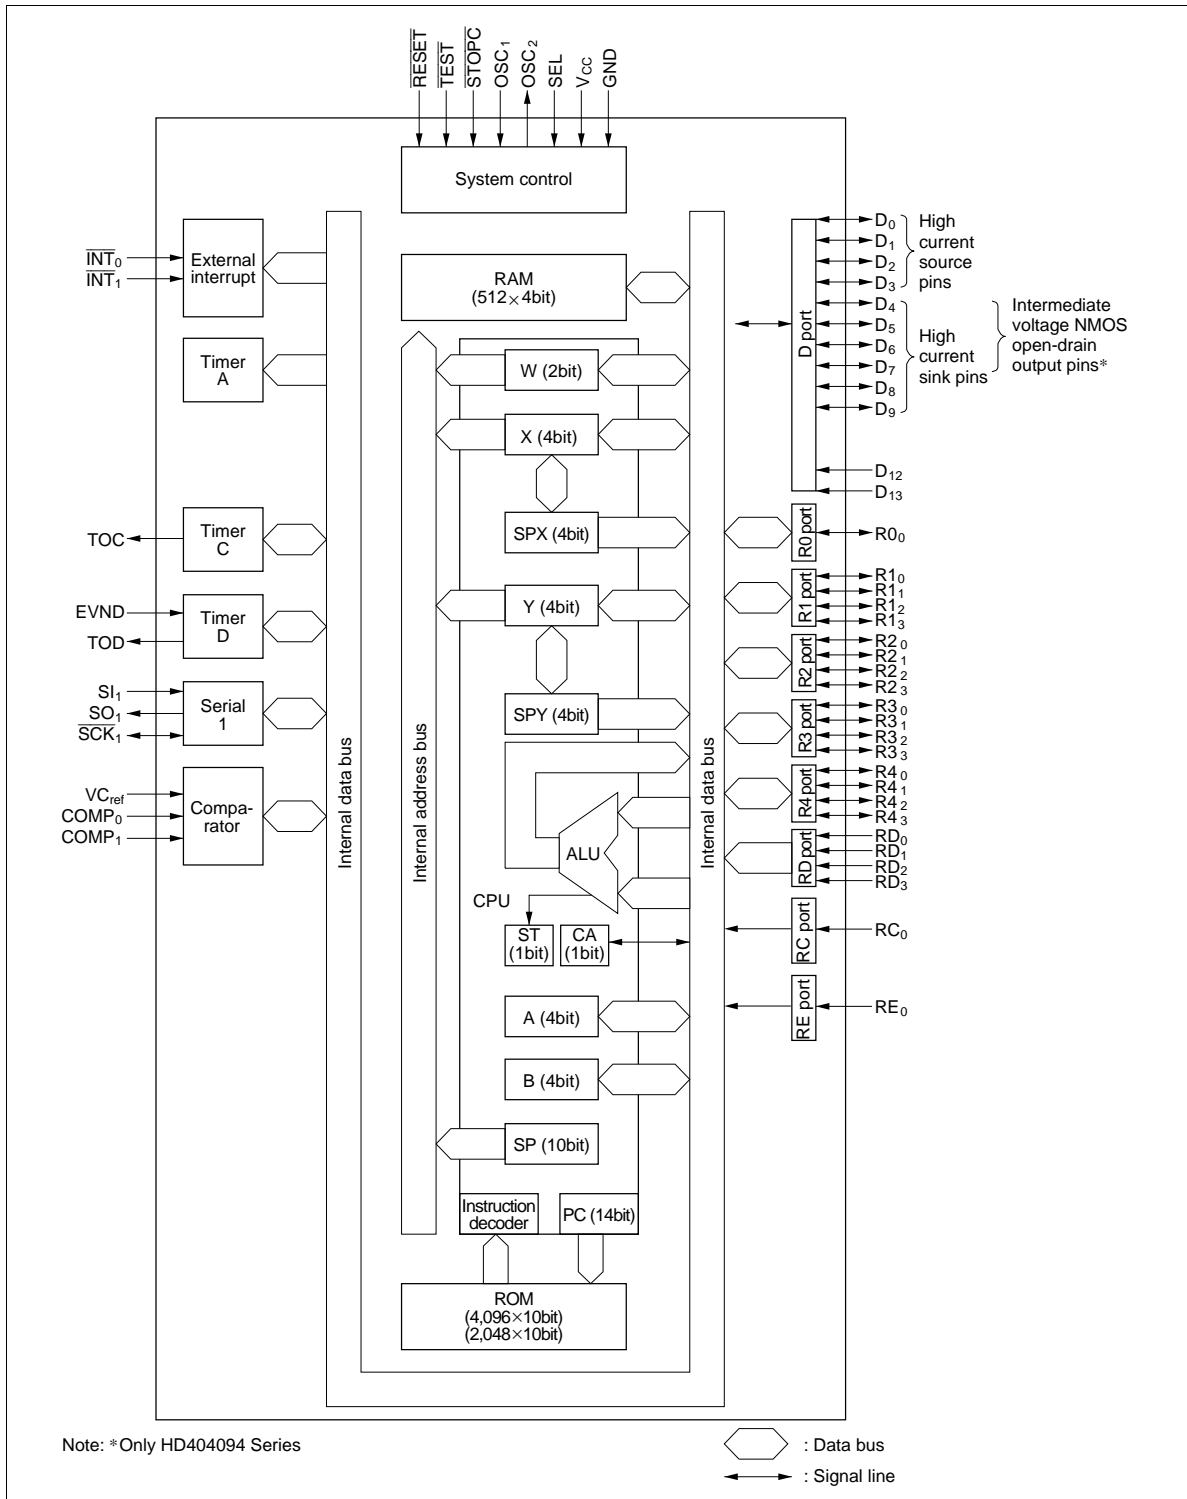 RESET
TEST
STOPC
OSC1
OSC2
SEL
VCC
GND
System control
INT0
INT1
External
interrupt
Timer
A
TOC
Timer
C
EVND
TOD
Timer
D
SI1
SO1
SCK1
Serial
1
VCref
COMP0
COMP1
Compa-
rator
Internal data bus
Internal address bus
RAM
(512×4bit)
W (2bit)
X (4bit)
SPX (4bit)
Y (4bit)
SPY (4bit)
ALU
CPU
ST
(1bit)
CA
(1bit)
A (4bit)
B (4bit)
SP (10bit)
Instruction
decoder
PC (14bit)
ROM
(4,096×10bit)
(2,048×10bit)
Internal data bus
D port
D0
D1
D2
D3
D4
D5
D6
D7
D8
D9
D12
D13
High
current
source
pins
High
current
sink pins
Intermediate
voltage NMOS
open-drain
output pins*
R0 port
R00
R1 port
R10
R11
R12
R13
R2 port
R20
R21
R22
R23
R3 port
R30
R31
R32
R33
R4 port
R40
R41
R42
R43
RD port
RD0
RD1
RD2
RD3
RC port
RC0
RE port
RE0
Note: *Only HD404094 Series
: Data bus
: Signal line